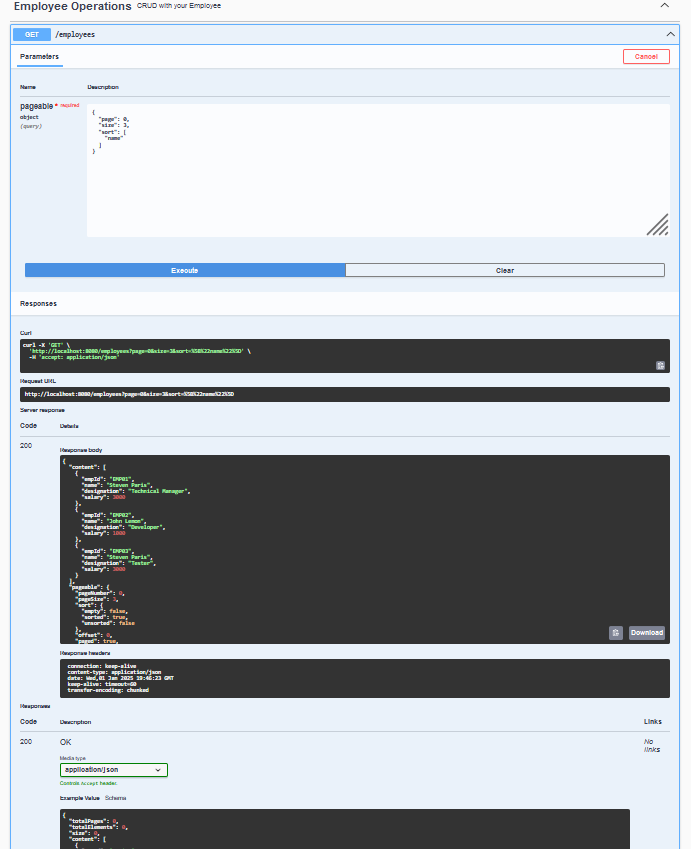 Employee Operations CRUD with your Employee
GET /employees
Parameters Cancel
Name Description
pageable * required
object
(query)
{
"page": 0,
"size": 3,
"sort": [
"name"
]
}
Execute Clear
Responses
Curl
curl -X 'GET' \
'http://localhost:8080/employees?page=0&size=3&sort=%5B%22name%22%5D' \
-H 'accept: application/json'
Request URL
http://localhost:8080/employees?page=0&size=3&sort=%5B%22name%22%5D
Server response
Code Details
200
Response body
{
"content": [
{
"empId": "EMP01",
"name": "Steven Paris",
"designation": "Technical Manager",
"salary": 3000
},
{
"empId": "EMP02",
"name": "John Lemon",
"designation": "Developer",
"salary": 1000
},
{
"empId": "EMP03",
"name": "Steven Paris",
"designation": "Tester",
"salary": 3000
}
],
"pageable": {
"pageNumber": 0,
"pageSize": 3,
"sort": {
"empty": false,
"sorted": true,
"unsorted": false
},
"offset": 0,
"paged": true,
Download
Response headers
connection: keep-alive
content-type: application/json
date: Wed,01 Jan 2025 19:46:23 GMT
keep-alive: timeout=60
transfer-encoding: chunked
Responses
Code Description Links
200 OK No links
Media type
application/json
Controls Accept header.
Example Value Schema
{
"totalPages": 0,
"totalElements": 0,
"size": 0,
"content": [
{